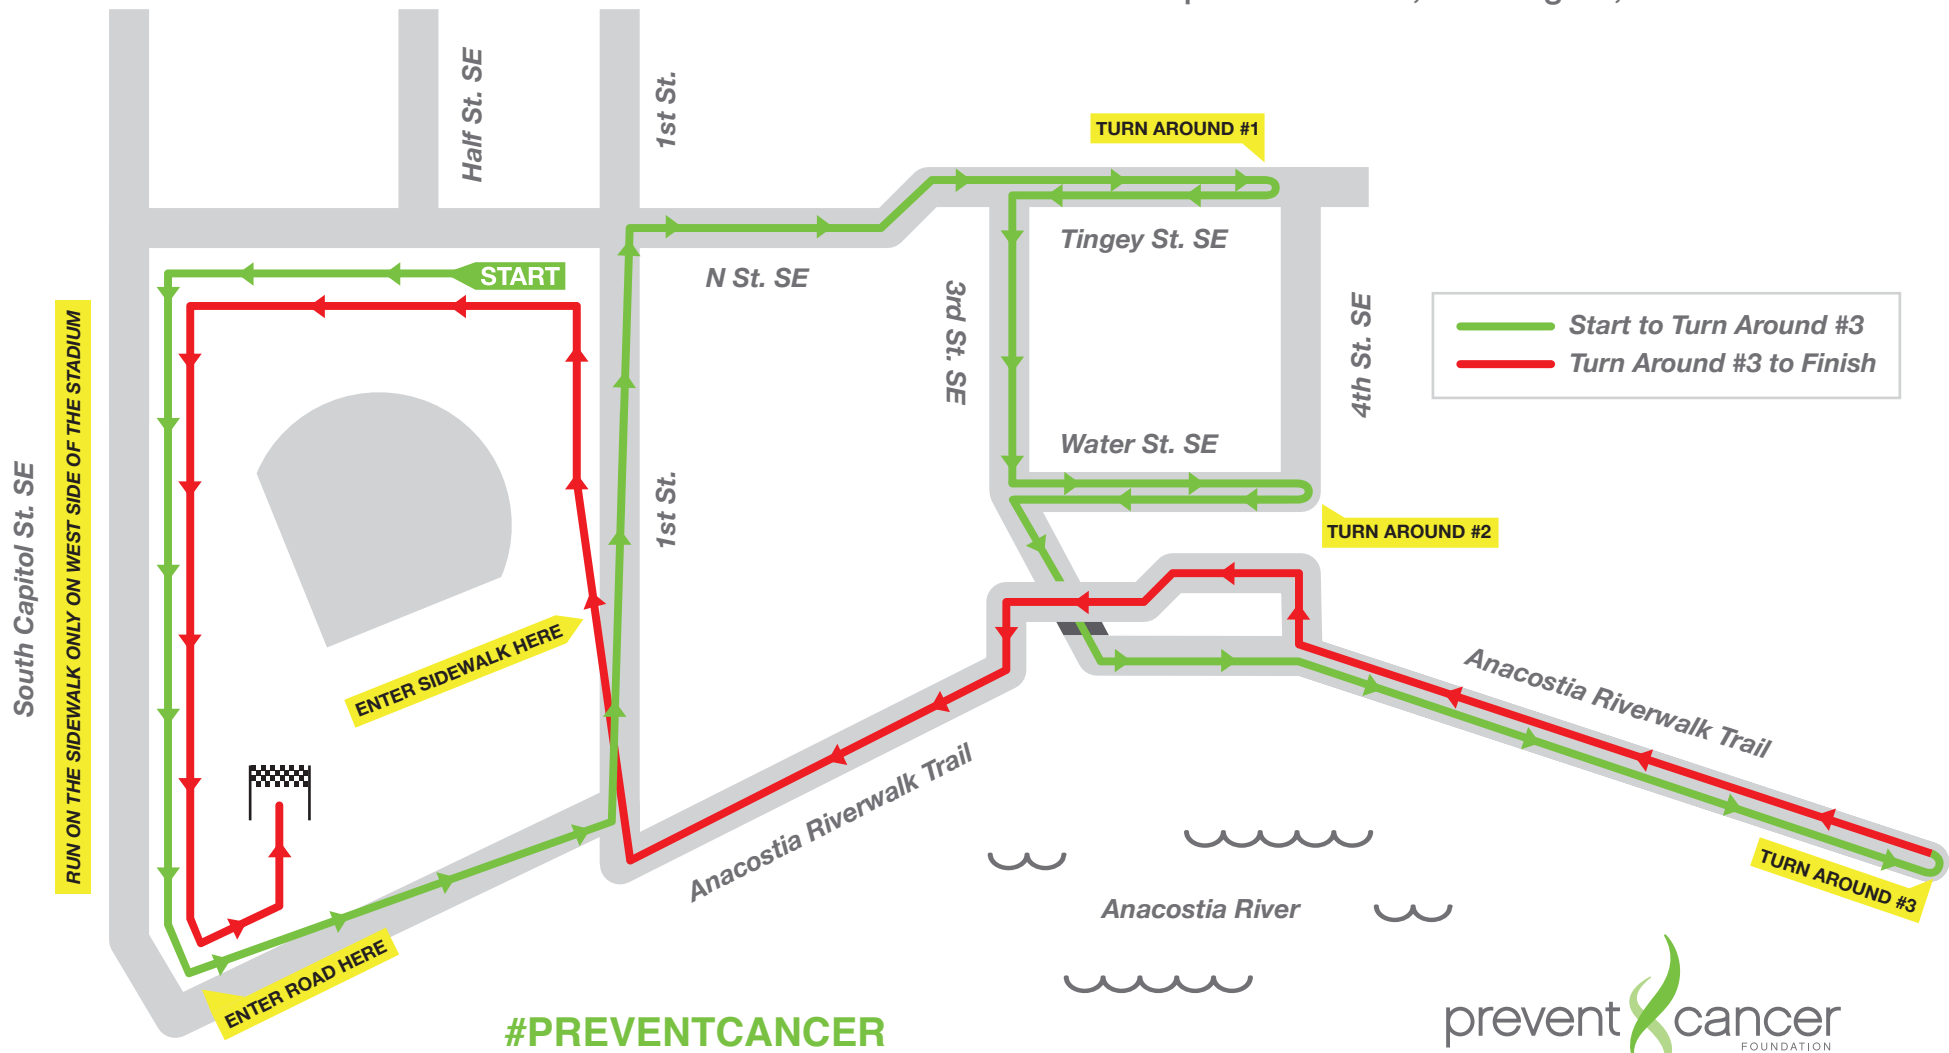 Half St. SE
1st St.
TURN AROUND #1
START
N St. SE
Tingey St. SE
3rd St. SE
4th St. SE
Start to Turn Around #3
Turn Around #3 to Finish
South Capitol St. SE
RUN ON THE SIDEWALK ONLY ON WEST SIDE OF THE STADIUM
Water St. SE
1st St.
TURN AROUND #2
ENTER SIDEWALK HERE
Anacostia Riverwalk Trail
Anacostia Riverwalk Trail
TURN AROUND #3
Anacostia River
ENTER ROAD HERE
#PREVENTCANCER
prevent cancer
FOUNDATION